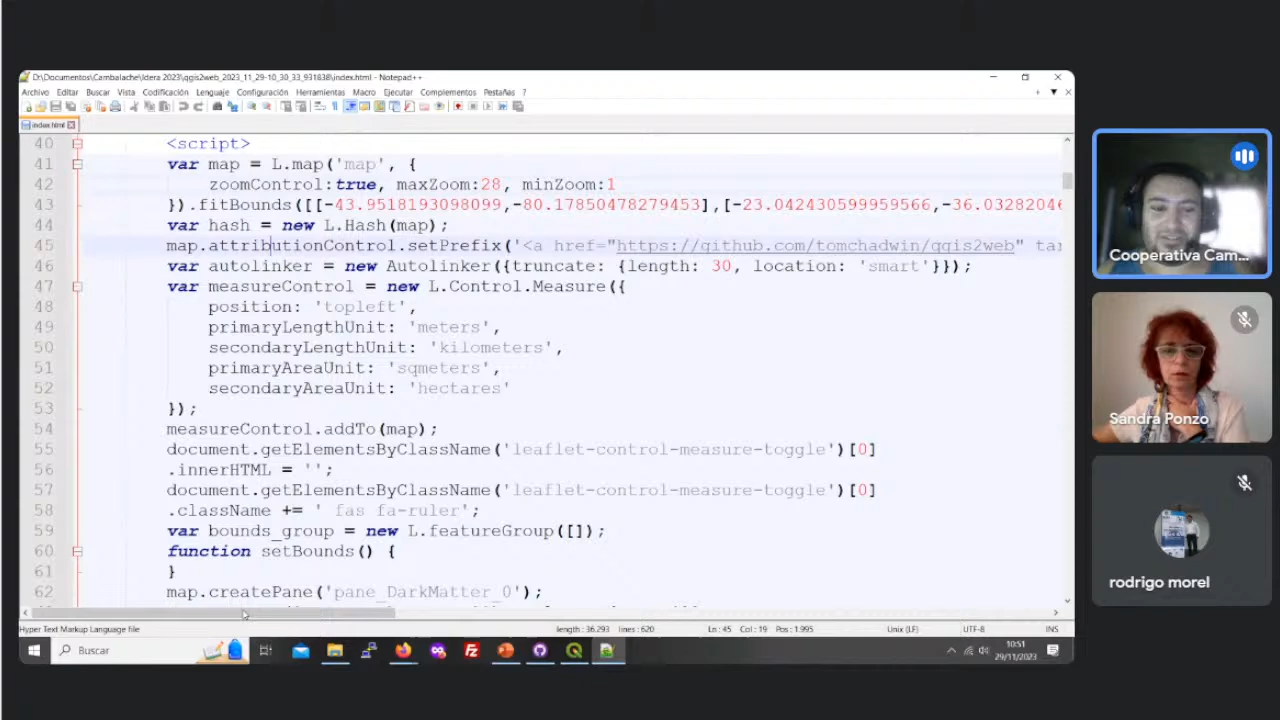 D:\Documentos\Cambalache\Idera 2023\qgis2web_2023_11_29-10_30_33_931838\index.html - Notepad++
Archivo Editar Buscar Vista Codificación Lenguaje Configuración Herramientas Macro Ejecutar Complementos Pestañas ?
index.html
40 <script>
41 var map = L.map('map', {
42 zoomControl:true, maxZoom:28, minZoom:1
43 }).fitBounds([[-43.9518193098099,-80.17850478279453],[-23.042430599959566,-36.0328204
44 var hash = new L.Hash(map);
45 map.attributionControl.setPrefix('<a href="https://github.com/tomchadwin/qgis2web" tar
46 var autolinker = new Autolinker({truncate: {length: 30, location: 'smart'}});
47 var measureControl = new L.Control.Measure({
48 position: 'topleft',
49 primaryLengthUnit: 'meters',
50 secondaryLengthUnit: 'kilometers',
51 primaryAreaUnit: 'sqmeters',
52 secondaryAreaUnit: 'hectares'
53 });
54 measureControl.addTo(map);
55 document.getElementsByClassName('leaflet-control-measure-toggle')[0]
56 .innerHTML = '';
57 document.getElementsByClassName('leaflet-control-measure-toggle')[0]
58 .className += ' fas fa-ruler';
59 var bounds_group = new L.featureGroup([]);
60 function setBounds() {
61 }
62 map.createPane('pane_DarkMatter_0');
Hyper Text Markup Language file length : 36.293 lines : 620 Ln : 45 Col : 19 Pos : 1.995 Unix (LF) UTF-8 INS
Buscar
10:51
29/11/2023
Cooperativa Cam...
Sandra Ponzo
rodrigo morel